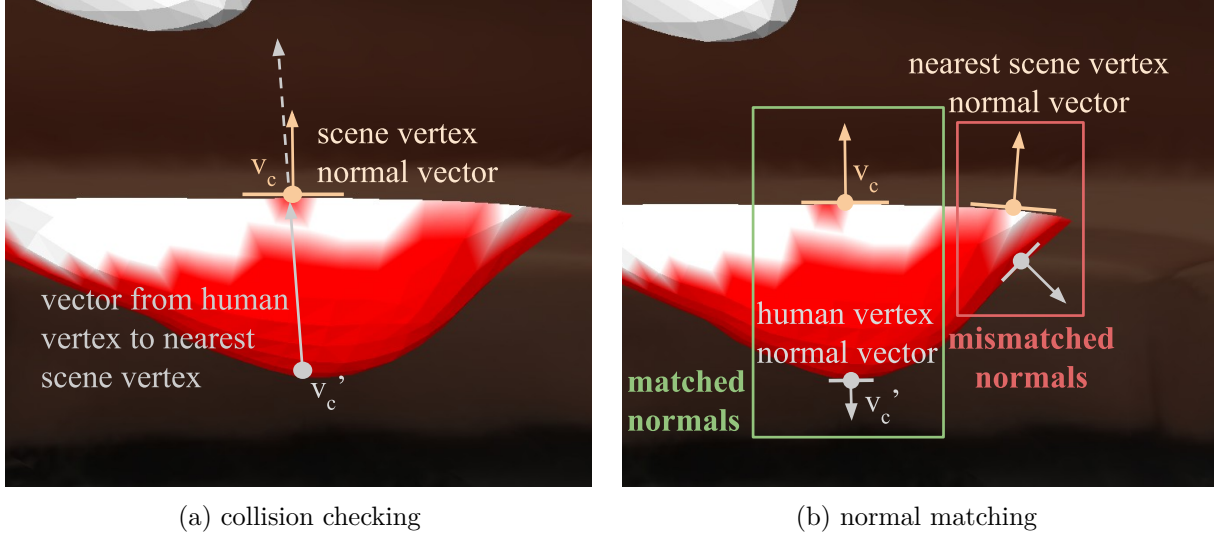 v_c
scene vertex
normal vector
vector from human
vertex to nearest
scene vertex
v_c’
nearest scene vertex
normal vector
v_c
human vertex
normal vector
mismatched
normals
matched
normals
v_c’
(a) collision checking
(b) normal matching